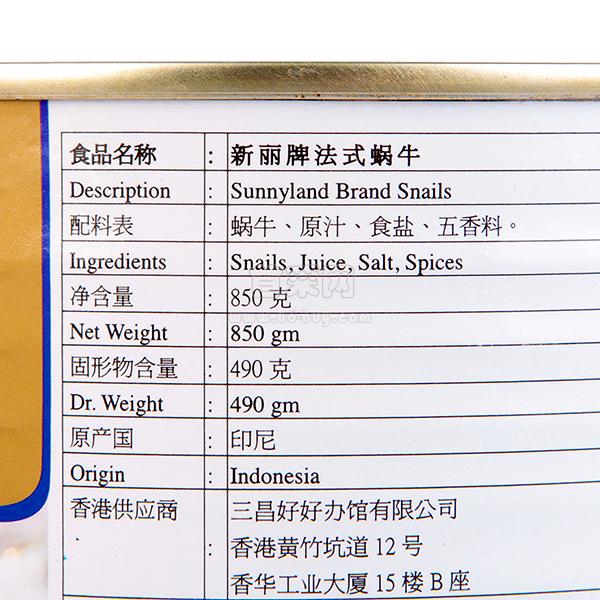 食品名称 : 新丽牌法式蜗牛
Description : Sunnyland Brand Snails
配料表 : 蜗牛、原汁、食盐、五香料。
Ingredients : Snails, Juice, Salt, Spices
净含量 : 850 克
Net Weight : 850 gm
固形物含量 : 490 克
Dr. Weight : 490 gm
原产国 : 印尼
Origin : Indonesia
香港供应商 三昌好好办馆有限公司
: 香港黄竹坑道 12 号
香华工业大厦 15 楼 B 座